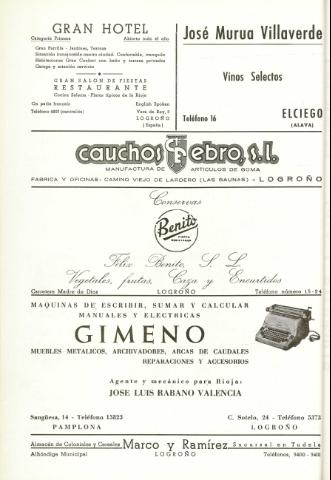 GRAN HOTEL
Categoría Primera Abierto todo el año
Gran Parrilla - Jardines, Terraza
Situación inmejorable centro ciudad. Confortable, tranquilo
Habitaciones Gran Confort con baño y terraza privados
Garage y atención servicio
GRAN SALON DE FIESTAS
RESTAURANTE
Cocina Selecta - Platos típicos de la Rioja
On parle français English Spoken
Teléfono (centralita) Vara de Rey, 5
LOGROÑO
(España)
José Murua Villaverde
Vinos Selectos
Teléfono 16 ELCIEGO
(ALAVA)
cauchos Ebro, s.l.
MANUFACTURA DE ARTICULOS DE GOMA
FABRICA Y OFICINAS: CAMINO VIEJO DE LARDERO (LAS GAUNAS) - LOGROÑO
Conservas
Benito
Félix Benito, S. L.
Vegetales, frutas, Caza y Encurtidos
Carretera Madre de Dios LOGROÑO Teléfono número
MAQUINAS DE ESCRIBIR, SUMAR Y CALCULAR
MANUALES Y ELECTRICAS
GIMENO
MUEBLES METALICOS, ARCHIVADORES, ARCAS DE CAUDALES
REPARACIONES Y ACCESORIOS
Agente y mecánico para Rioja:
JOSE LUIS RABANO VALENCIA
Sangüesa, 14 - Teléfono 13823 C. Sotelo, 24 - Teléfono 5373
PAMPLONA LOGROÑO
Almacén de Coloniales y Cereales Marco y Ramírez Sucursal en Tudela
Alhóndiga Municipal LOGROÑO Teléfonos,